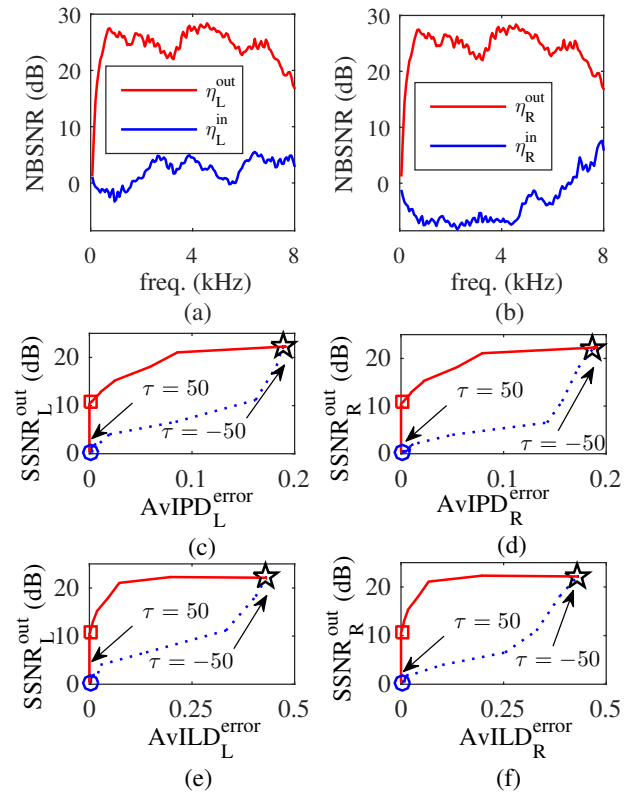 NBSNR (dB)
30
20
10
0
η_L^out
η_L^in
0
4
8
freq. (kHz)
(a)
NBSNR (dB)
30
20
10
0
η_R^out
η_R^in
0
4
8
freq. (kHz)
(b)
SSNR_L^out (dB)
20
10
0
τ = 50
τ = −50
0
0.1
0.2
AvIPD_L^error
(c)
SSNR_R^out (dB)
20
10
0
τ = 50
τ = −50
0
0.1
0.2
AvIPD_R^error
(d)
SSNR_L^out (dB)
20
10
0
τ = 50
τ = −50
0
0.25
0.5
AvILD_L^error
(e)
SSNR_R^out (dB)
20
10
0
τ = 50
τ = −50
0
0.25
0.5
AvILD_R^error
(f)